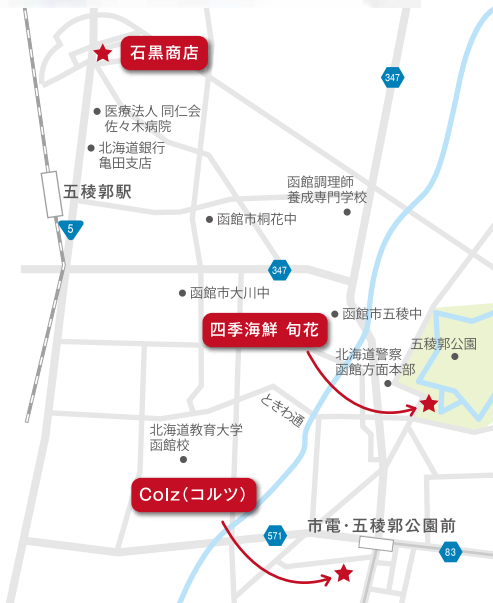 石黒商店
347
医療法人 同仁会
佐々木病院
北海道銀行
亀田支店
五稜郭駅
函館調理師
養成専門学校
函館市桐花中
5
347
函館市大川中
函館市五稜中
四季海鮮 旬花
五稜郭公園
北海道警察
函館方面本部
ときわ通
北海道教育大学
函館校
Colz(コルツ)
市電・五稜郭公園前
571
83